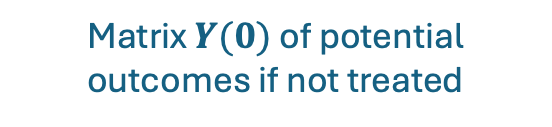 Matrix Y(0) of potential
outcomes if not treated